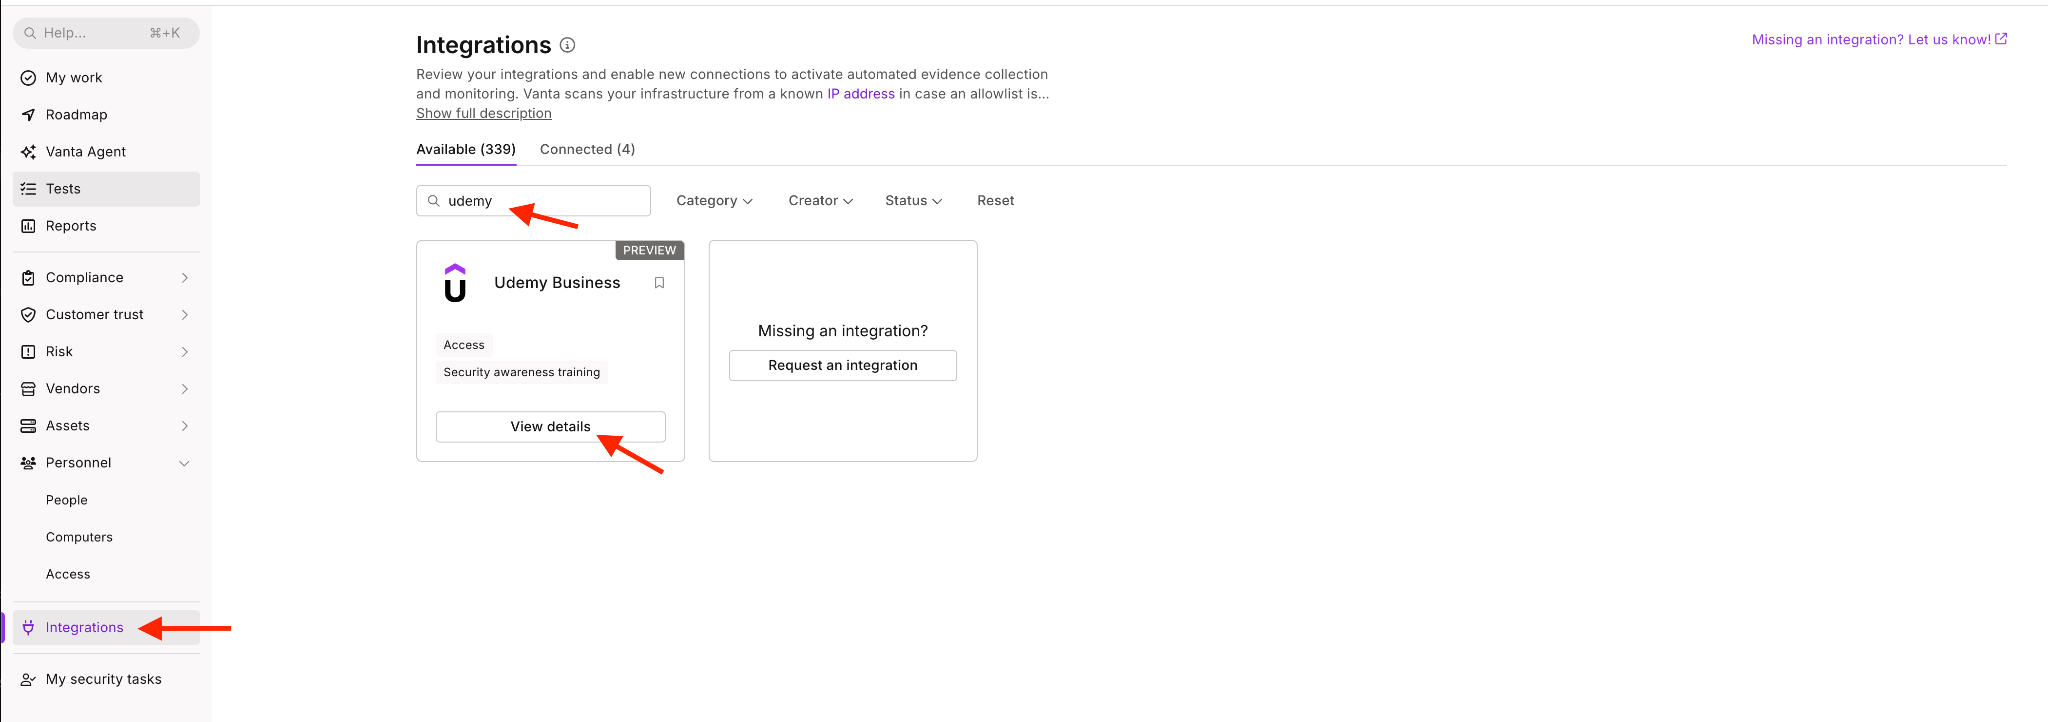 Help... ⌘+K
My work
Roadmap
Vanta Agent
Tests
Reports
Compliance
Customer trust
Risk
Vendors
Assets
Personnel
People
Computers
Access
Integrations
My security tasks
Integrations
Missing an integration? Let us know!
Review your integrations and enable new connections to activate automated evidence collection
and monitoring. Vanta scans your infrastructure from a known IP address in case an allowlist is...
Show full description
Available (339) Connected (4)
udemy Category Creator Status Reset
PREVIEW
Udemy Business
Access
Security awareness training
View details
Missing an integration?
Request an integration